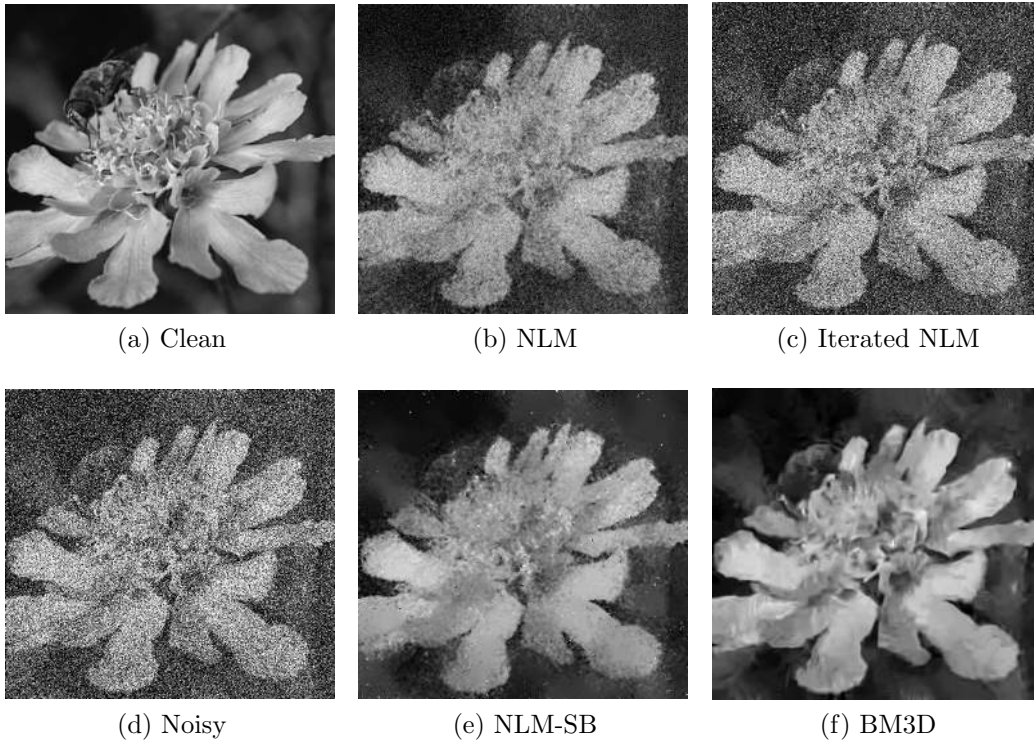 (a) Clean
(b) NLM
(c) Iterated NLM
(d) Noisy
(e) NLM-SB
(f) BM3D